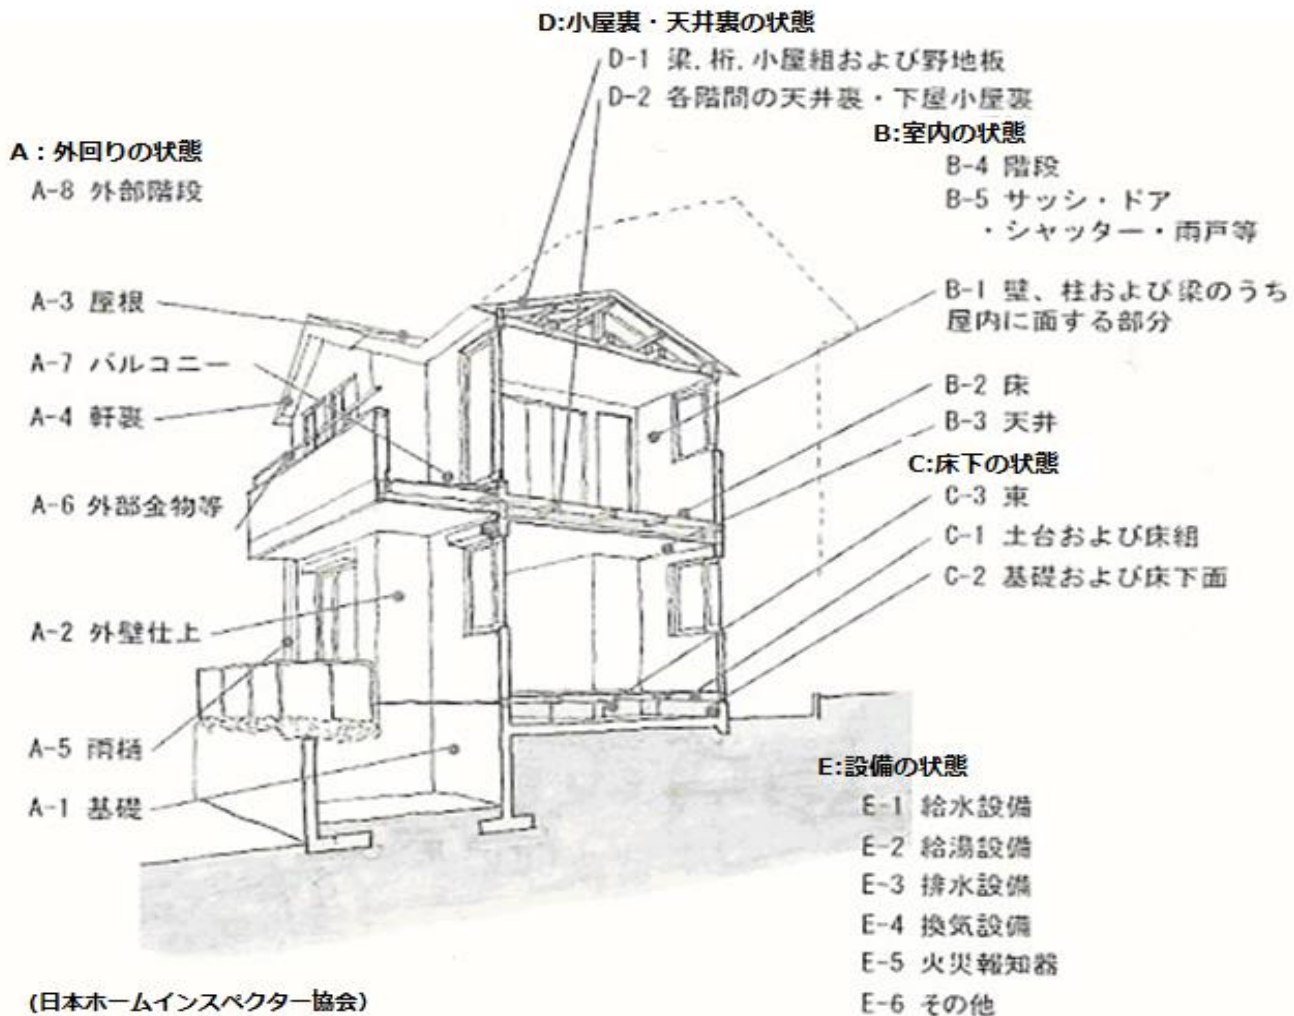 D:小屋裏・天井裏の状態
D-1 梁.桁.小屋組および野地板
D-2 各階間の天井裏・下屋小屋裏
A：外回りの状態
A-8 外部階段
A-3 屋根
A-7 バルコニー
A-4 軒裏
A-6 外部金物等
A-2 外壁仕上
A-5 雨樋
A-1 基礎
B:室内の状態
B-4 階段
B-5 サッシ・ドア
・シャッター・雨戸等
B-1 壁、柱および梁のうち
屋内に面する部分
B-2 床
B-3 天井
C:床下の状態
C-3 束
C-1 土台および床組
C-2 基礎および床下面
E:設備の状態
E-1 給水設備
E-2 給湯設備
E-3 排水設備
E-4 換気設備
E-5 火災報知器
E-6 その他
(日本ホームインスペクター協会）